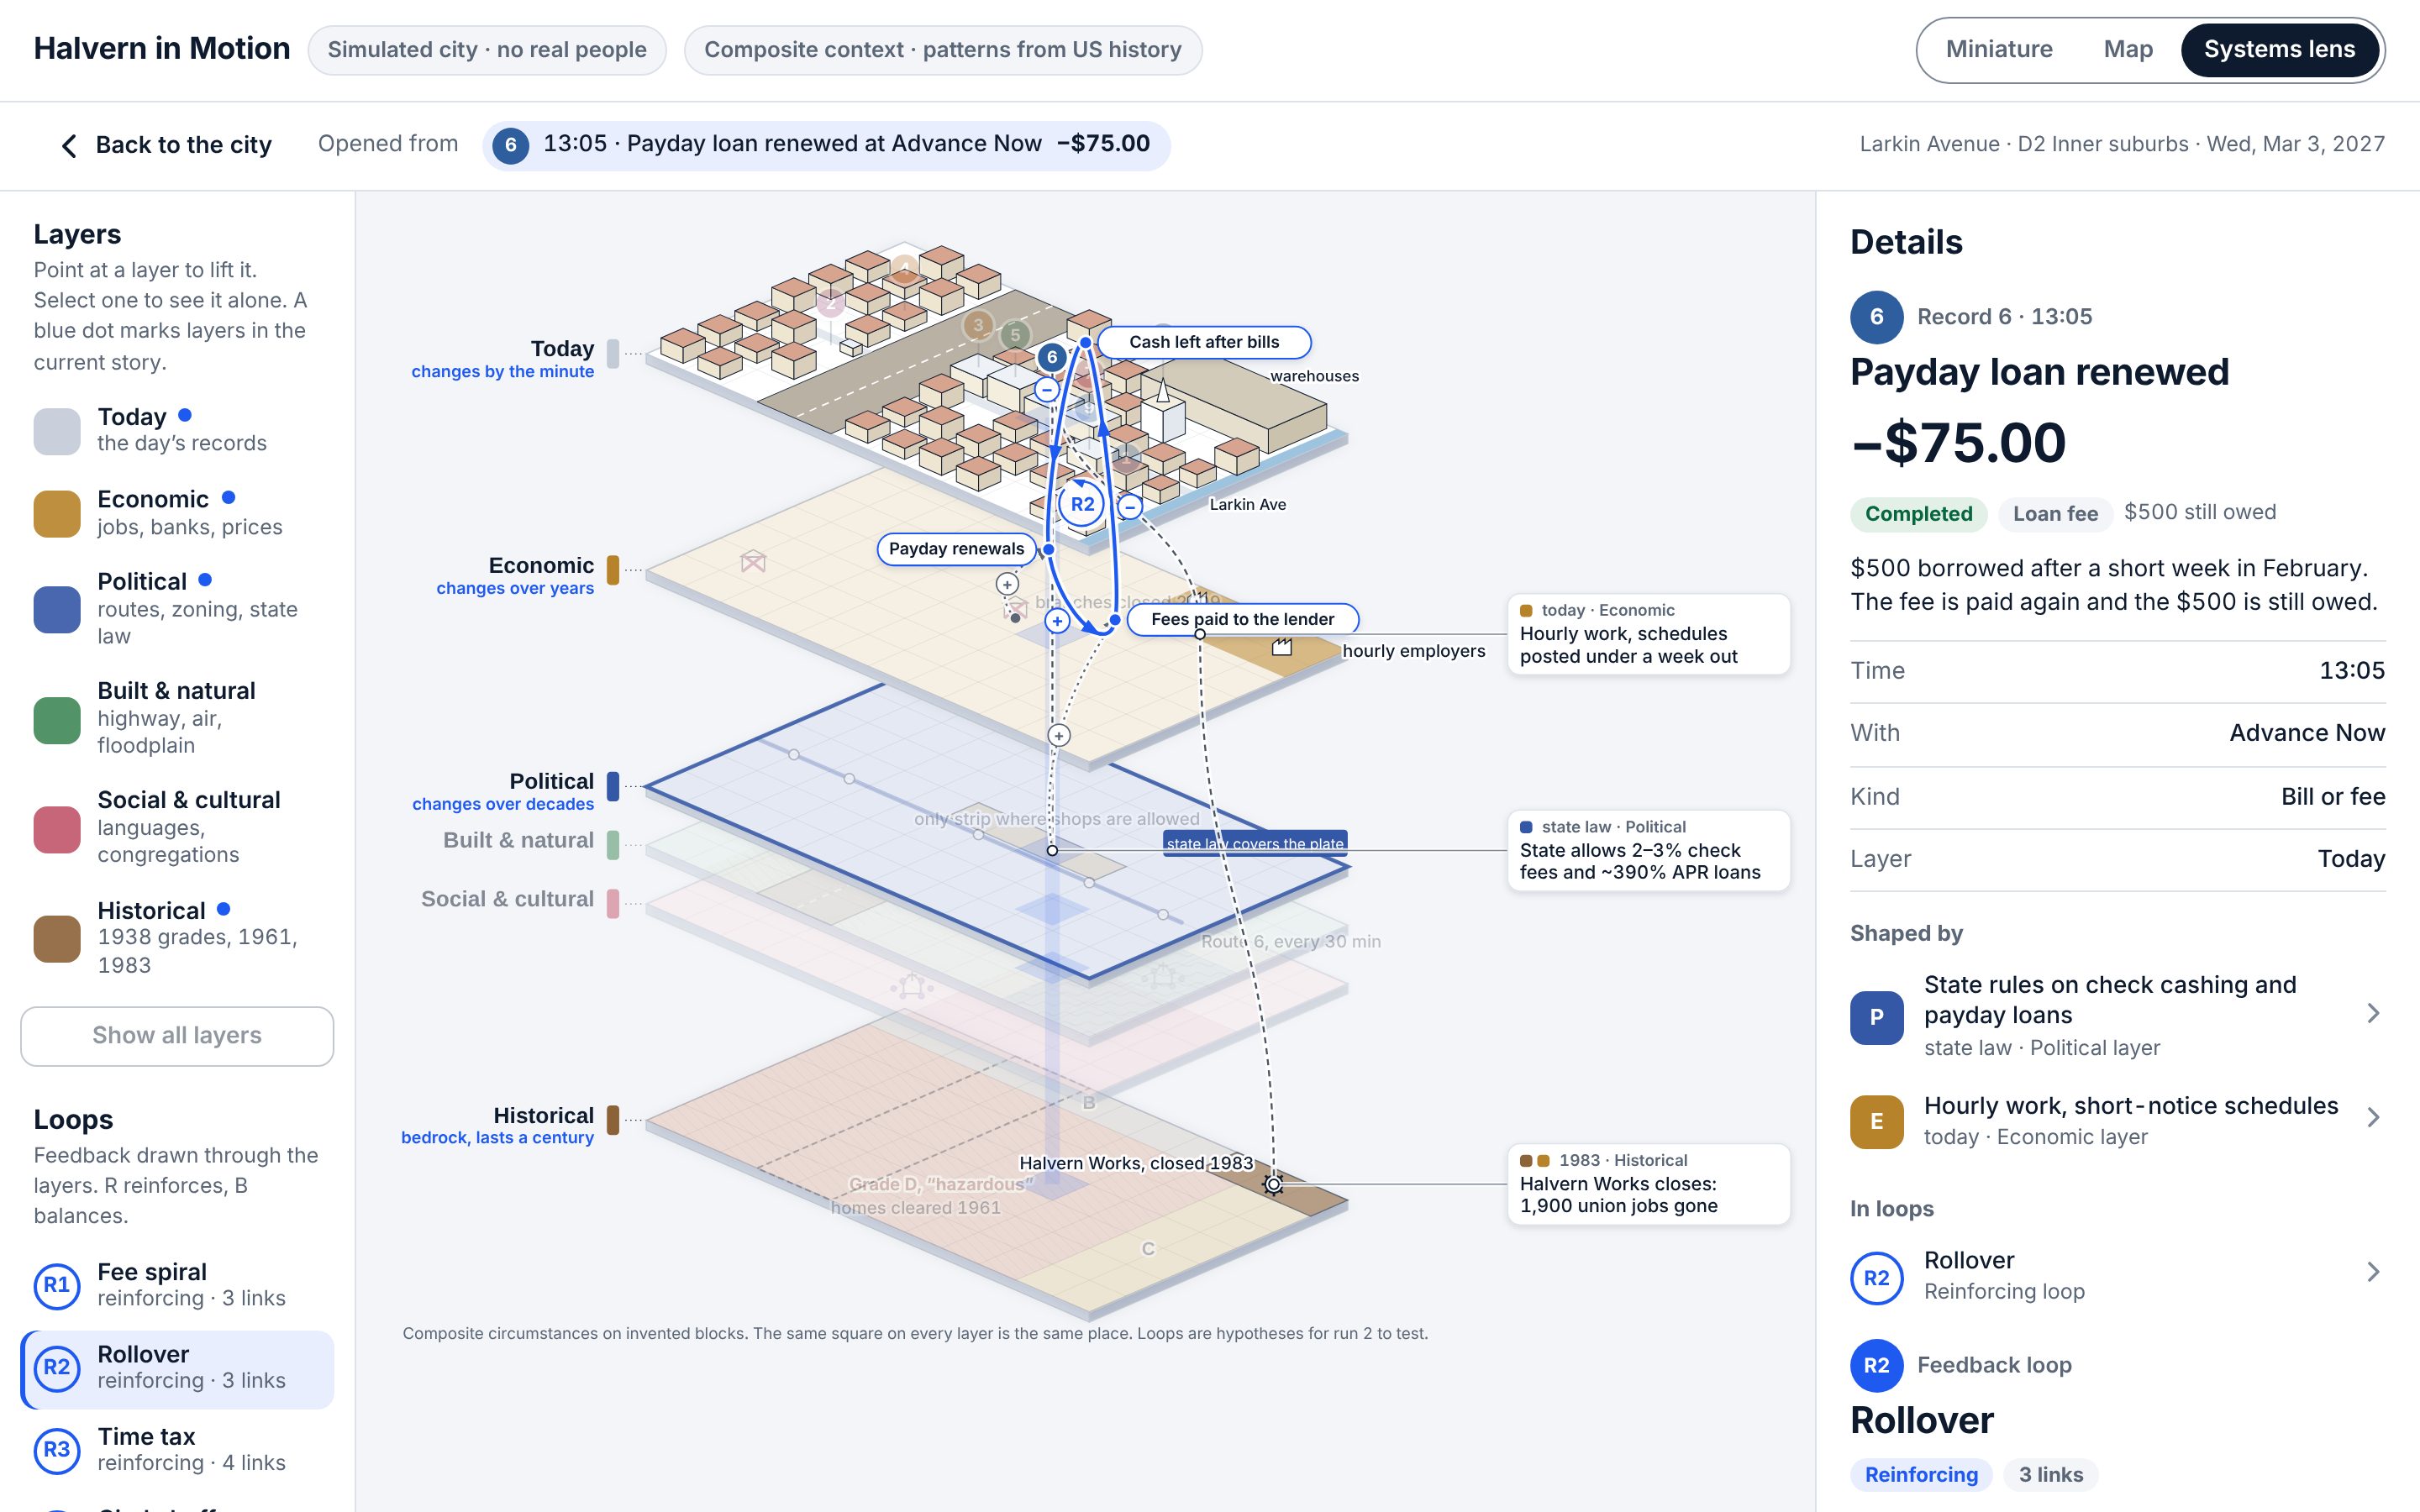 Halvern in Motion
Simulated city · no real people
Composite context · patterns from US history
Miniature
Map
Systems lens
Back to the city
Opened from
6
13:05 · Payday loan renewed at Advance Now −$75.00
Larkin Avenue · D2 Inner suburbs · Wed, Mar 3, 2027
Layers
Point at a layer to lift it.
Select one to see it alone. A
blue dot marks layers in the
current story.
Today
the day’s records
Economic
jobs, banks, prices
Political
routes, zoning, state
law
Built & natural
highway, air,
floodplain
Social & cultural
languages,
congregations
Historical
1938 grades, 1961,
1983
Show all layers
Loops
Feedback drawn through the
layers. R reinforces, B
balances.
R1
Fee spiral
reinforcing · 3 links
R2
Rollover
reinforcing · 3 links
R3
Time tax
reinforcing · 4 links
Today
changes by the minute
Economic
changes over years
Political
changes over decades
Built & natural
Social & cultural
Historical
bedrock, lasts a century
4
2
3
5
6
9
Cash left after bills
warehouses
−
R2
−
Larkin Ave
Payday renewals
+
+
Fees paid to the lender
hourly employers
+
only strip where shops are allowed
state law covers the plate
Route 6, every 30 min
B
Halvern Works, closed 1983
Grade D, “hazardous”
homes cleared 1961
C
today · Economic
Hourly work, schedules
posted under a week out
state law · Political
State allows 2–3% check
fees and ~390% APR loans
1983 · Historical
Halvern Works closes:
1,900 union jobs gone
Composite circumstances on invented blocks. The same square on every layer is the same place. Loops are hypotheses for run 2 to test.
Details
6
Record 6 · 13:05
Payday loan renewed
−$75.00
Completed
Loan fee
$500 still owed
$500 borrowed after a short week in February.
The fee is paid again and the $500 is still owed.
Time
13:05
With
Advance Now
Kind
Bill or fee
Layer
Today
Shaped by
P
State rules on check cashing and
payday loans
state law · Political layer
E
Hourly work, short-notice schedules
today · Economic layer
In loops
R2
Rollover
Reinforcing loop
R2
Feedback loop
Rollover
Reinforcing
3 links